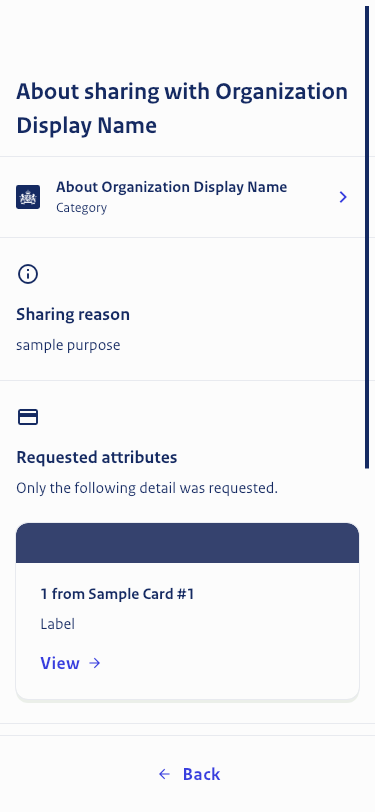 About sharing with Organization
Display Name
About Organization Display Name
Category
Sharing reason
sample purpose
Requested attributes
Only the following detail was requested.
1 from Sample Card #1
Label
View
Back